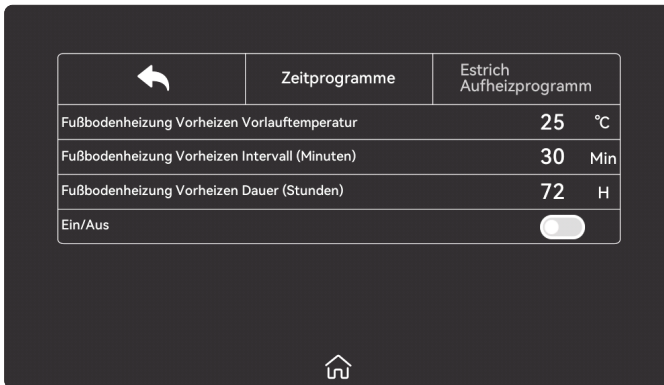 Zeitprogramme
Estrich
Aufheizprogramm
Fußbodenheizung Vorheizen Vorlauftemperatur 25 ℃
Fußbodenheizung Vorheizen Intervall (Minuten) 30 Min
Fußbodenheizung Vorheizen Dauer (Stunden) 72 H
Ein/Aus